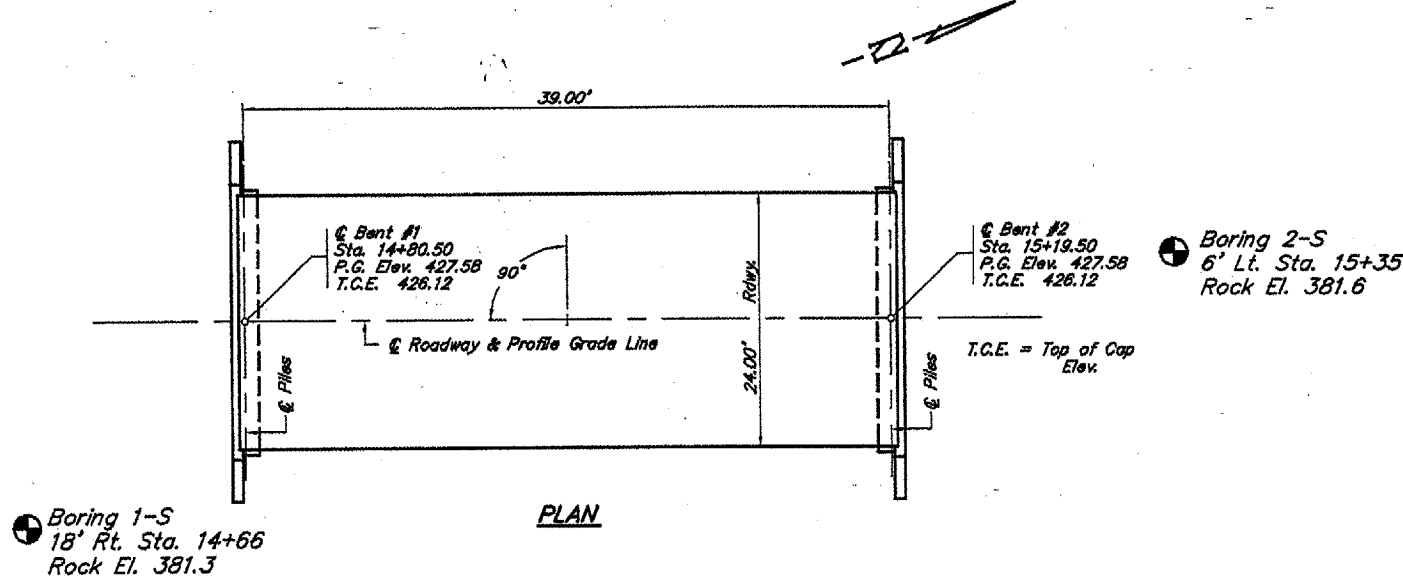 39.00'
℄ Bent #1
Sta. 14+80.50
P.G. Elev. 427.58
T.C.E. 426.12
90°
Rdwy.
24.00'
℄ Bent #2
Sta. 15+19.50
P.G. Elev. 427.58
T.C.E. 426.12
Boring 2-S
6' Lt. Sta. 15+35
Rock El. 381.6
℄ Roadway & Profile Grade Line
T.C.E. = Top of Cap
Elev.
℄ Piles
℄ Piles
PLAN
Boring 1-S
18' Rt. Sta. 14+66
Rock El. 381.3